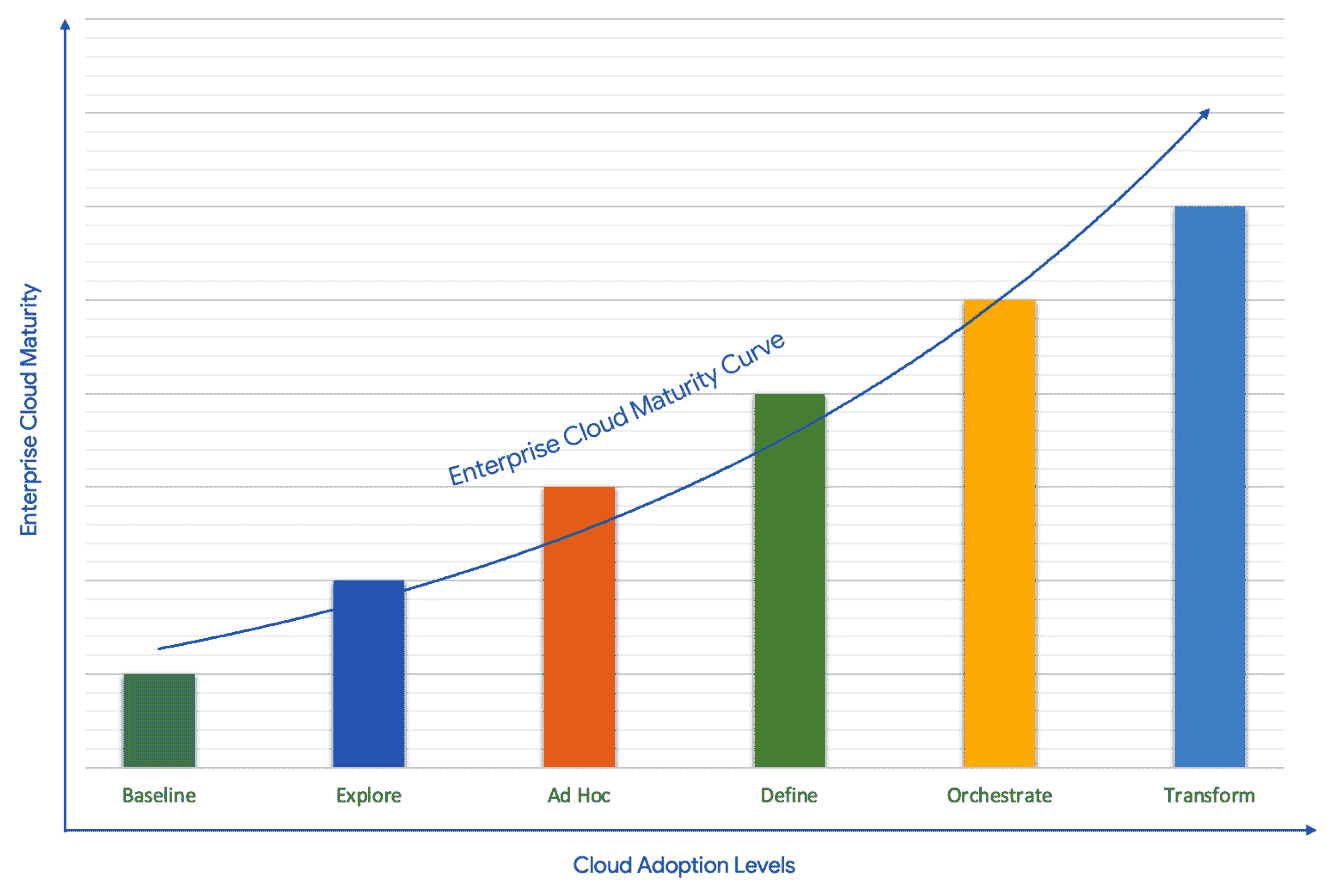 Enterprise Cloud Maturity
Enterprise Cloud Maturity Curve
Baseline
Explore
Ad Hoc
Define
Orchestrate
Transform
Cloud Adoption Levels